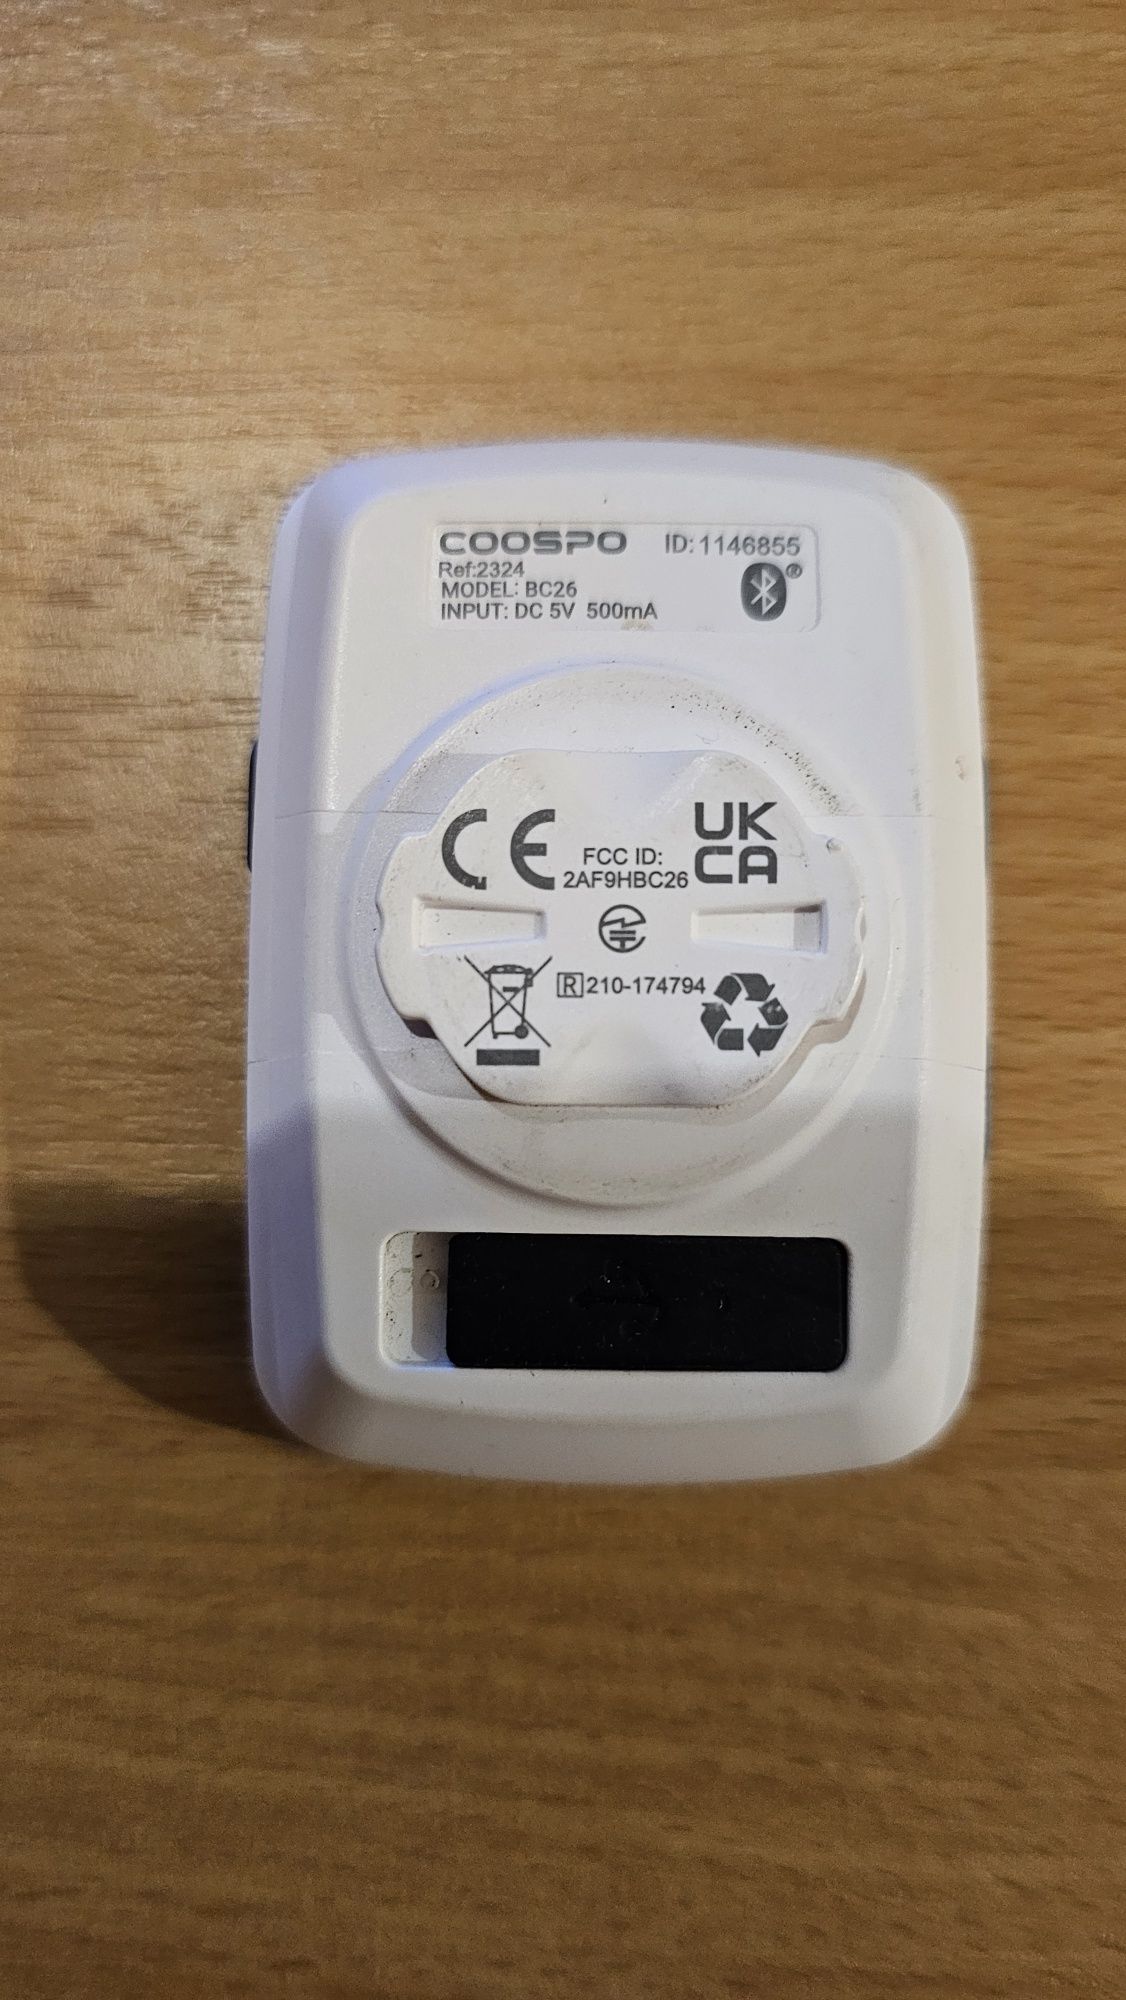 COOSPO ID: 1146855
Ref:2324
MODEL: BC26
INPUT: DC 5V 500mA
CE
FCC ID:
2AF9HBC26
UK
CA
R 210-174794